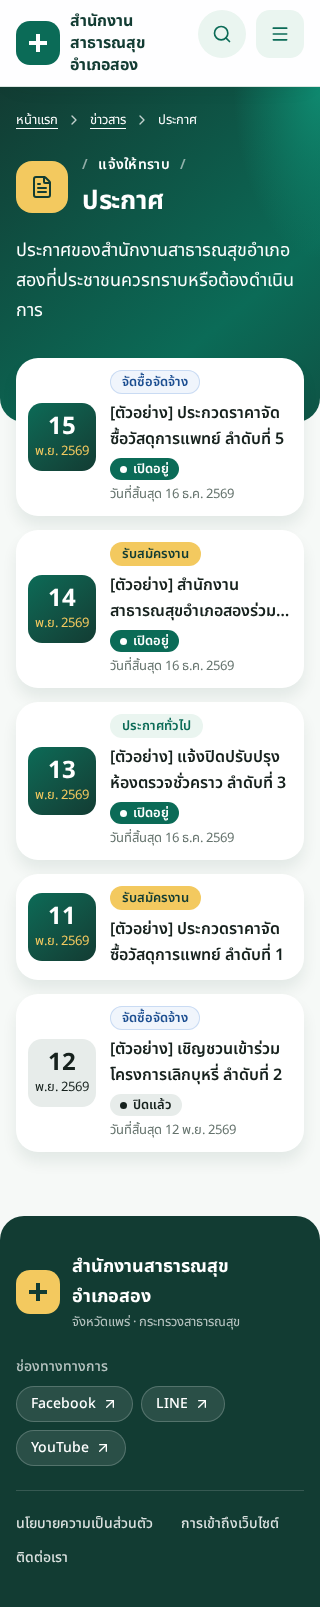 สำนักงาน
สาธารณสุข
อำเภอสอง
หน้าแรก > ข่าวสาร > ประกาศ
/ แจ้งให้ทราบ /
ประกาศ
ประกาศของสำนักงานสาธารณสุขอำเภอ
สองที่ประชาชนควรทราบหรือต้องดำเนิน
การ
จัดซื้อจัดจ้าง
15
พ.ย. 2569
[ตัวอย่าง] ประกวดราคาจัด
ซื้อวัสดุการแพทย์ ลำดับที่ 5
เปิดอยู่
วันที่สิ้นสุด 16 ธ.ค. 2569
รับสมัครงาน
14
พ.ย. 2569
[ตัวอย่าง] สำนักงาน
สาธารณสุขอำเภอสองร่วม...
เปิดอยู่
วันที่สิ้นสุด 16 ธ.ค. 2569
ประกาศทั่วไป
13
พ.ย. 2569
[ตัวอย่าง] แจ้งปิดปรับปรุง
ห้องตรวจชั่วคราว ลำดับที่ 3
เปิดอยู่
วันที่สิ้นสุด 16 ธ.ค. 2569
รับสมัครงาน
11
พ.ย. 2569
[ตัวอย่าง] ประกวดราคาจัด
ซื้อวัสดุการแพทย์ ลำดับที่ 1
จัดซื้อจัดจ้าง
12
พ.ย. 2569
[ตัวอย่าง] เชิญชวนเข้าร่วม
โครงการเลิกบุหรี่ ลำดับที่ 2
ปิดแล้ว
วันที่สิ้นสุด 12 พ.ย. 2569
สำนักงานสาธารณสุข
อำเภอสอง
จังหวัดแพร่ · กระทรวงสาธารณสุข
ช่องทางทางการ
Facebook
LINE
YouTube
นโยบายความเป็นส่วนตัว
การเข้าถึงเว็บไซต์
ติดต่อเรา